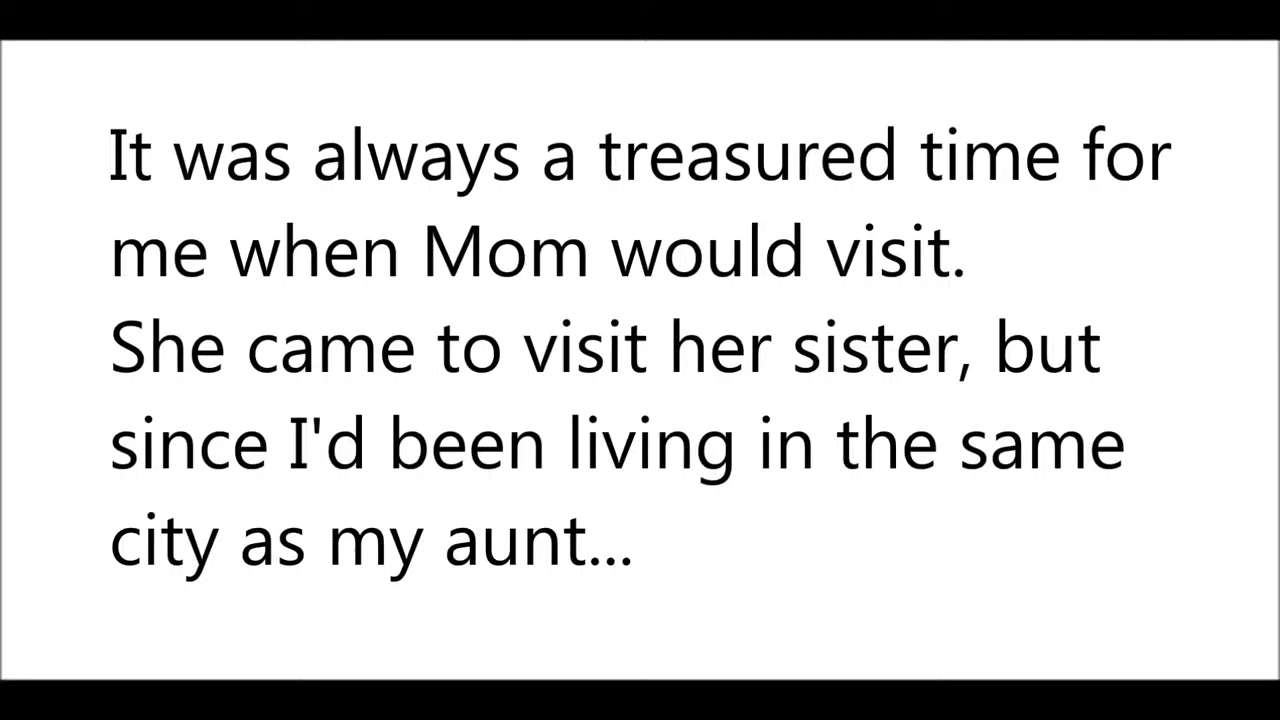 It was always a treasured time for
me when Mom would visit.
She came to visit her sister, but
since I'd been living in the same
city as my aunt...